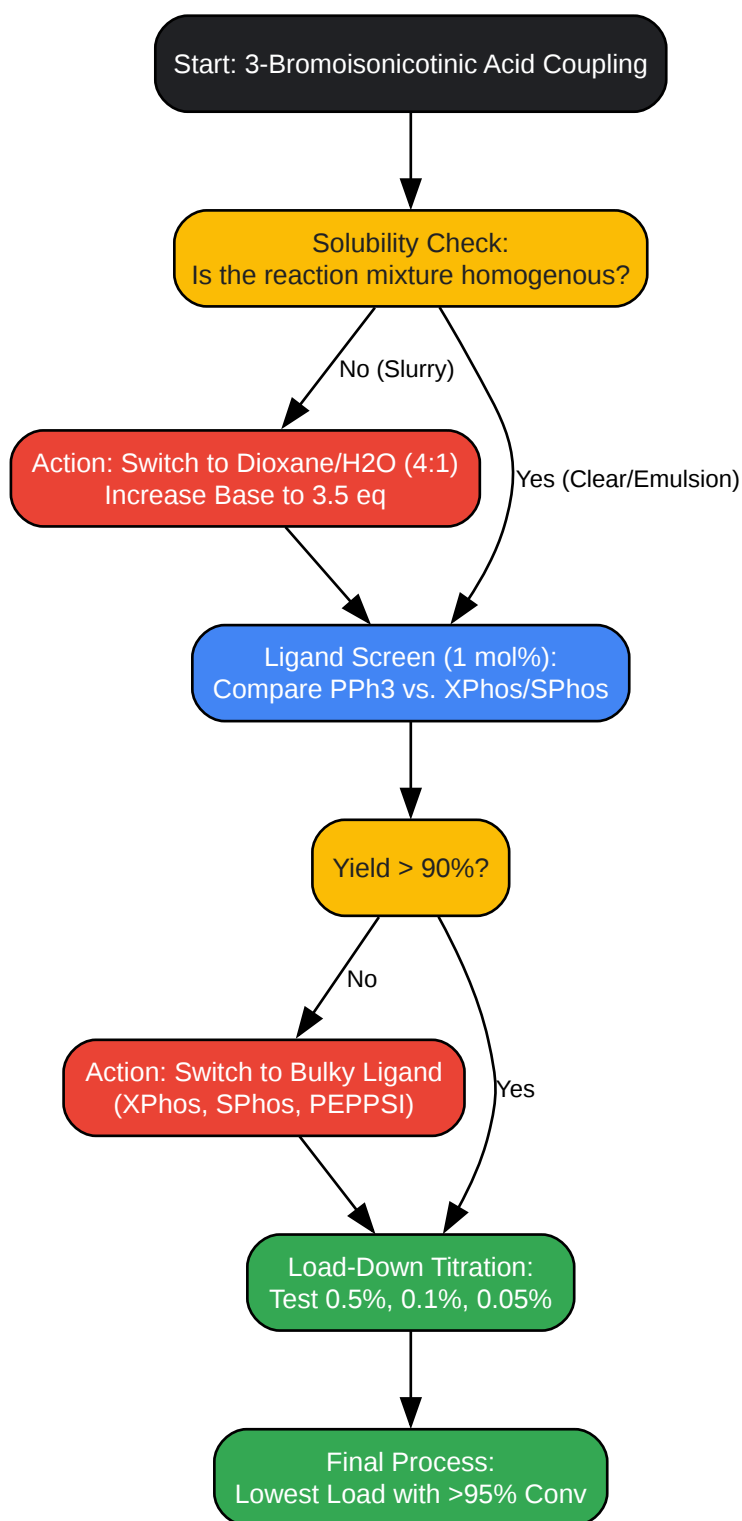 Start: 3-Bromoisonicotinic Acid Coupling
Solubility Check:
Is the reaction mixture homogenous?
No (Slurry)
Action: Switch to Dioxane/H2O (4:1)
Increase Base to 3.5 eq
Yes (Clear/Emulsion)
Ligand Screen (1 mol%):
Compare PPh3 vs. XPhos/SPhos
Yield > 90%?
No
Action: Switch to Bulky Ligand
(XPhos, SPhos, PEPPSI)
Yes
Load-Down Titration:
Test 0.5%, 0.1%, 0.05%
Final Process:
Lowest Load with >95% Conv